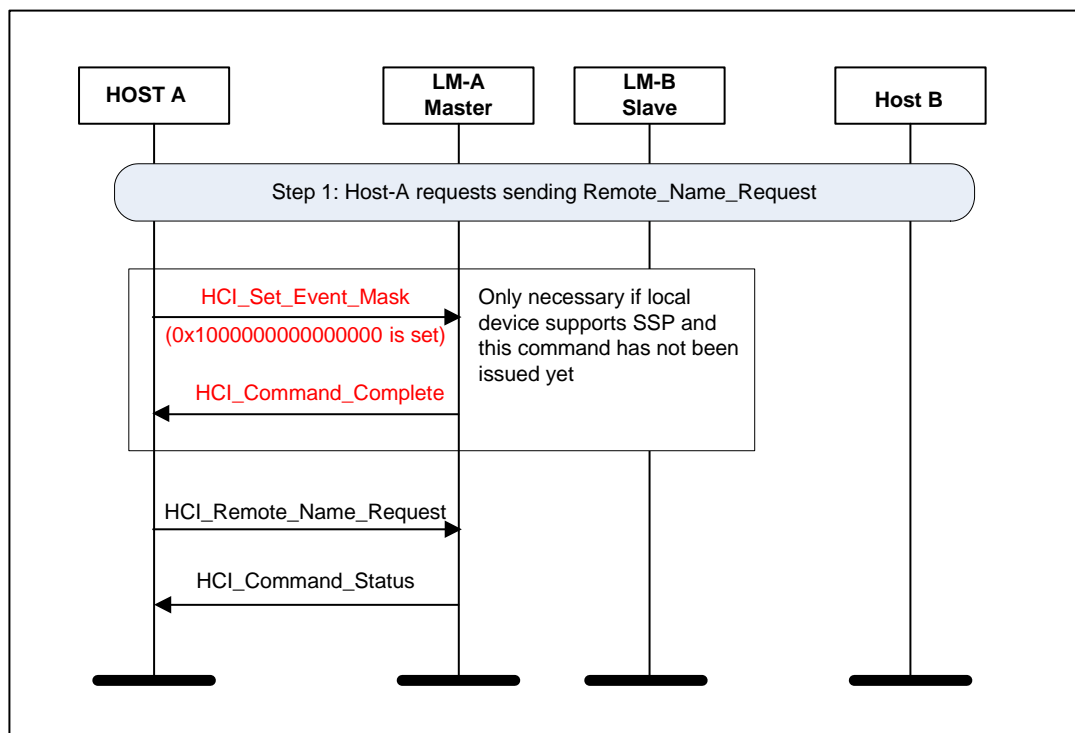 HOST A
LM-A
Master
LM-B
Slave
Host B
Step 1: Host-A requests sending Remote_Name_Request
HCI_Set_Event_Mask
(0x1000000000000000 is set)
Only necessary if local
device supports SSP and
this command has not been
issued yet
HCI_Command_Complete
HCI_Remote_Name_Request
HCI_Command_Status